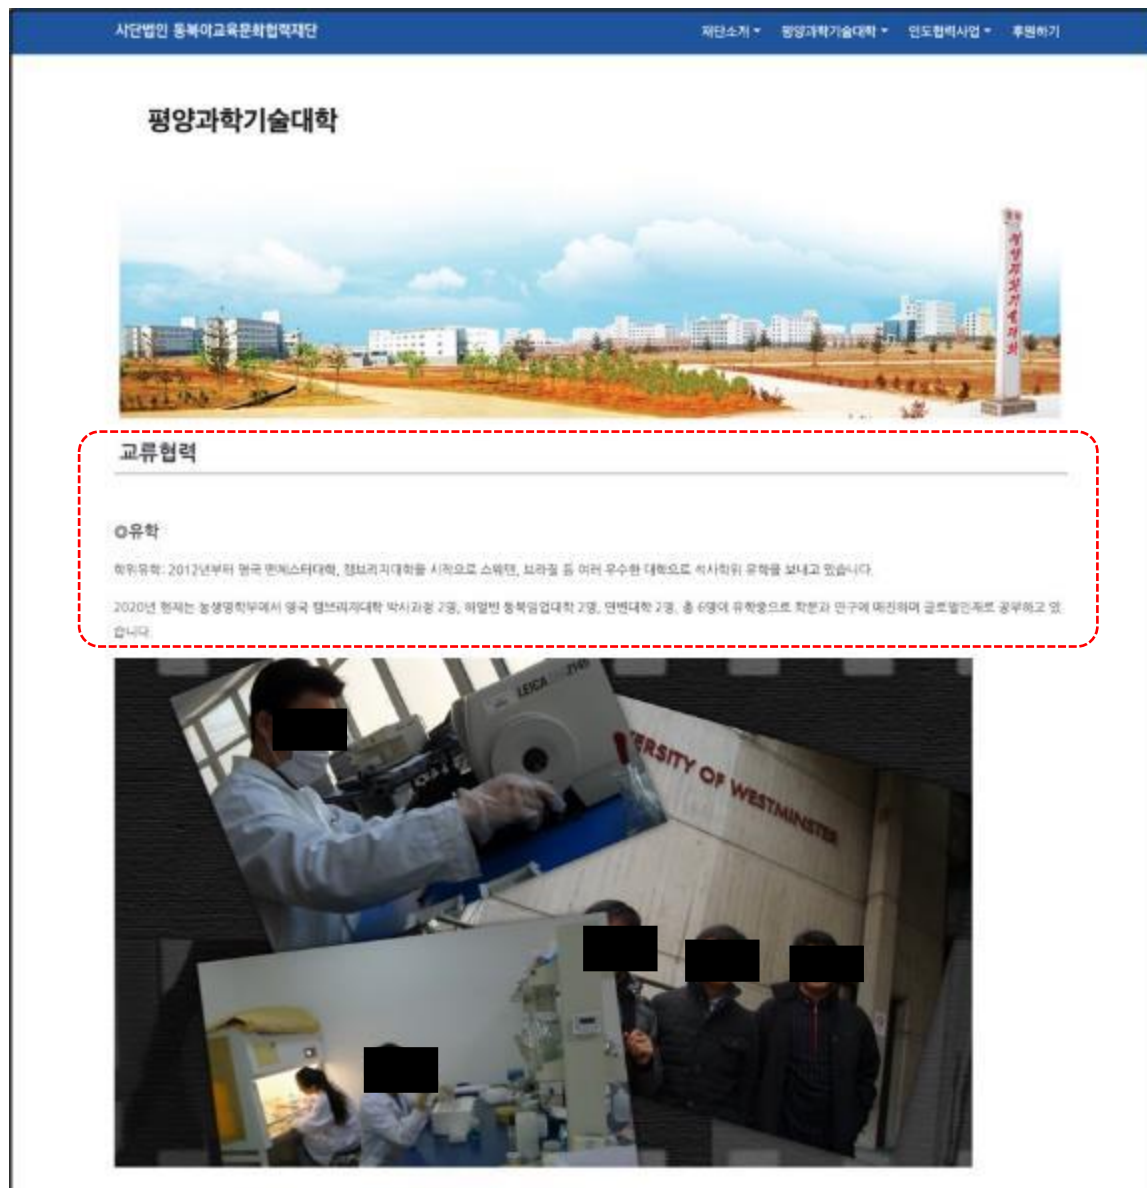 사단법인 동북아교육문화협력재단
재단소개 평양과학기술대학 인도협력사업 후원하기
평양과학기술대학
평양과학기술대학
교류협력
◎유학
학위유학: 2012년부터 영국 웨스터민스터대학, 캠브리지대학을 시작으로 스웨덴, 브라질 등 여러 우수한 대학으로 석사학위 유학을 보내고 있습니다.
2020년 현재는 농생명학부에서 영국 캠브리지대학 박사과정 2명, 하얼빈 동북임업대학 2명, 연변대학 2명, 총 6명이 유학중으로 학문과 연구에 매진하며 글로벌인재로 공부하고 있
습니다.
LEICA 2145
VERSITY OF WESTMINSTER